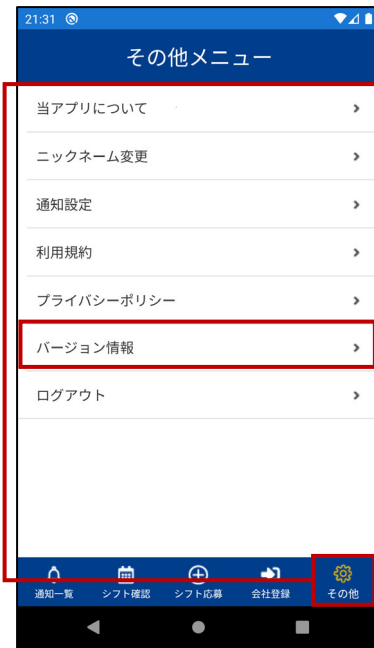 21:31
その他メニュー
当アプリについて
ニックネーム変更
通知設定
利用規約
プライバシーポリシー
バージョン情報
ログアウト
通知一覧 シフト確認 シフト応募 会社登録 その他